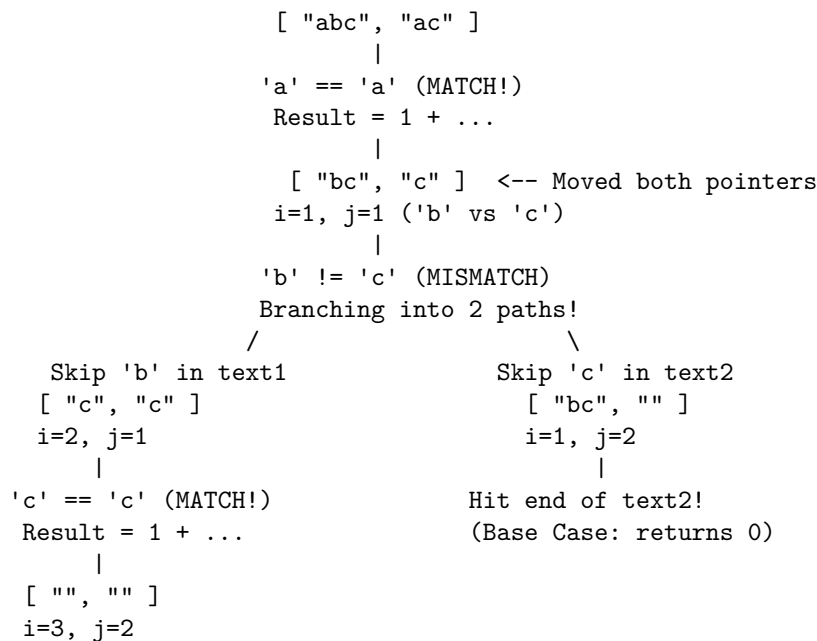 [ "abc", "ac" ]
|
'a' == 'a' (MATCH!)
Result = 1 + ...
|
[ "bc", "c" ] <-- Moved both pointers
i=1, j=1 ('b' vs 'c')
|
'b' != 'c' (MISMATCH)
Branching into 2 paths!
/ \
Skip 'b' in text1 Skip 'c' in text2
[ "c", "c" ] [ "bc", "" ]
i=2, j=1 i=1, j=2
| |
'c' == 'c' (MATCH!) Hit end of text2!
Result = 1 + ... (Base Case: returns 0)
|
[ "", "" ]
i=3, j=2